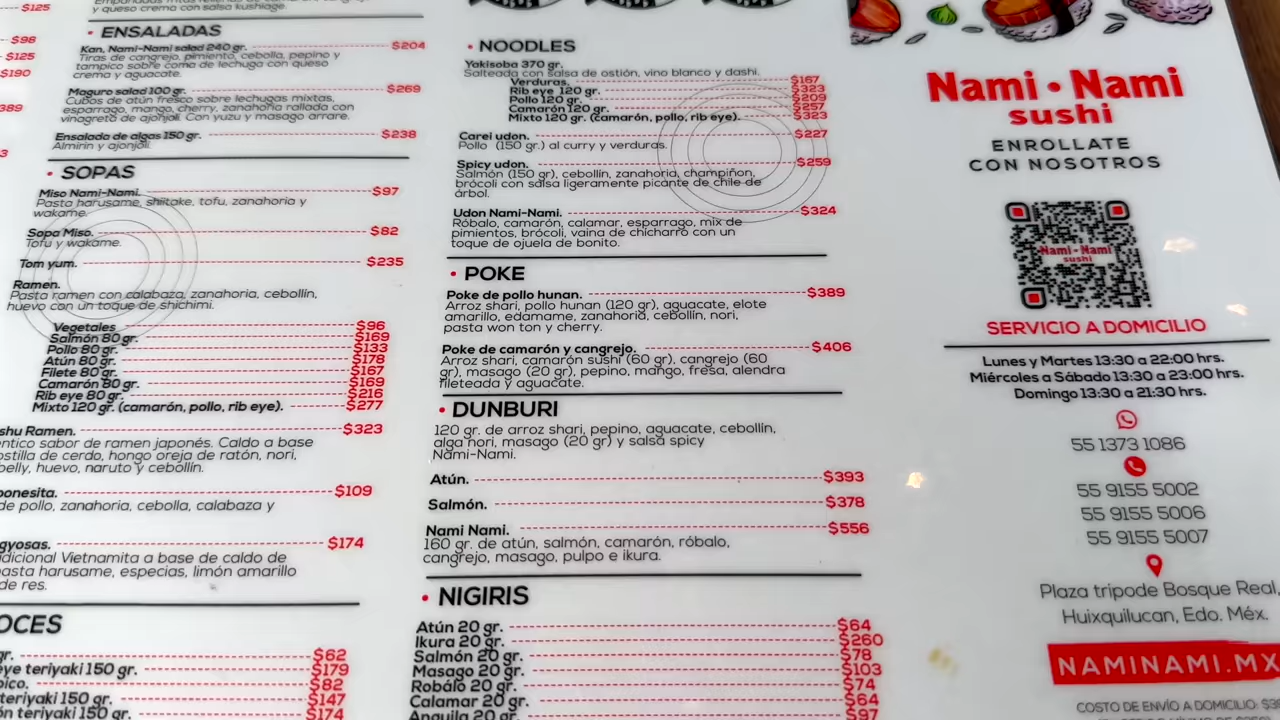 $125
$98
$125
$190
y queso crema con salsa kushiage.
• ENSALADAS
Kan, Nami-Nami salad 240 gr. $204
Tiras de cangrejo, pimiento, cebolla, pepino y
tampico sobre coma de lechuga con queso
crema y aguacate.
Maguro salad 100 gr. $269
Cubos de atún fresco sobre lechugas mixtas,
esparrago, mango, cherry, zanahoria rallada con
vinagreta de ajonjolí. Con yuzu y masago arrare.
Ensalada de algas 150 gr. $238
Almirin y ajonjolí.
• SOPAS
Miso Nami-Nami. $97
Pasta harusame, shiitake, tofu, zanahoria y
wakame.
Sopa Miso. $82
Tofu y wakame.
Tom yum. $235
Ramen.
Pasta ramen con calabaza, zanahoria, cebollín,
huevo con un toque de shichimi.
Vegetales $96
Salmón 80 gr. $169
Pollo 80 gr. $133
Atún 80 gr. $178
Filete 80 gr. $167
Camarón 80 gr. $169
Rib eye 80 gr. $216
Mixto 120 gr. (camarón, pollo, rib eye). $277
shu Ramen. $323
sabor de ramen japonés. Caldo a base
costilla de cerdo, hongo oreja de ratón, nori,
belly, huevo, naruto y cebollín.
ponesita. $109
de pollo, zanahoria, cebolla, calabaza y
gyosas. $174
dicional Vietnamita a base de caldo de
pasta harusame, especias, limón amarillo
de res.
OCES
gr. $62
eye teriyaki 150 gr. $179
pico. $82
teriyaki 150 gr. $147
ón teriyaki 150 gr. $174
• NOODLES
Yakisoba 370 gr.
Salteada con salsa de ostión, vino blanco y dashi.
Verduras. $167
Rib eye 120 gr. $323
Pollo 120 gr. $209
Camarón 120 gr. $257
Mixto 120 gr. (camarón, pollo, rib eye). $323
Carei udon. $227
Pollo (150 gr.) al curry y verduras.
Spicy udon. $259
Salmón (150 gr), cebollín, zanahoria, champiñon,
brócoli con salsa ligeramente picante de chile de
árbol.
Udon Nami-Nami. $324
Róbalo, camarón, calamar, esparrago, mix de
pimientos, brócoli, vaina de chicharro con un
toque de ojuela de bonito.
• POKE
Poke de pollo hunan. $389
Arroz shari, pollo hunan (120 gr), aguacate, elote
amarillo, edamame, zanahoria, cebollín, nori,
pasta won ton y cherry.
Poke de camarón y cangrejo. $406
Arroz shari, camarón sushi (60 gr), cangrejo (60
gr), masago (20 gr), pepino, mango, fresa, alendra
fileteada y aguacate.
• DUNBURI
120 gr. de arroz shari, pepino, aguacate, cebollín,
alga nori, masago (20 gr) y salsa spicy
Nami-Nami.
Atún. $393
Salmón. $378
Nami Nami. $556
160 gr. de atún, salmón, camarón, róbalo,
cangrejo, masago, pulpo e ikura.
• NIGIRIS
Atún 20 gr. $64
Ikura 20 gr. $260
Salmón 20 gr. $78
Masago 20 gr. $103
Robálo 20 gr. $74
Calamar 20 gr. $64
Anguila 20 gr. $97
Nami • Nami
sushi
ENROLLATE
CON NOSOTROS
Nami-Nami
sushi
SERVICIO A DOMICILIO
Lunes y Martes 13:30 a 22:00 hrs.
Miércoles a Sábado 13:30 a 23:00 hrs.
Domingo 13:30 a 21:30 hrs.
55 1373 1086
55 9155 5002
55 9155 5006
55 9155 5007
Plaza tripode Bosque Real,
Huixquilucan, Edo. Méx.
NAMINAMI.MX
COSTO DE ENVÍO A DOMICILIO: